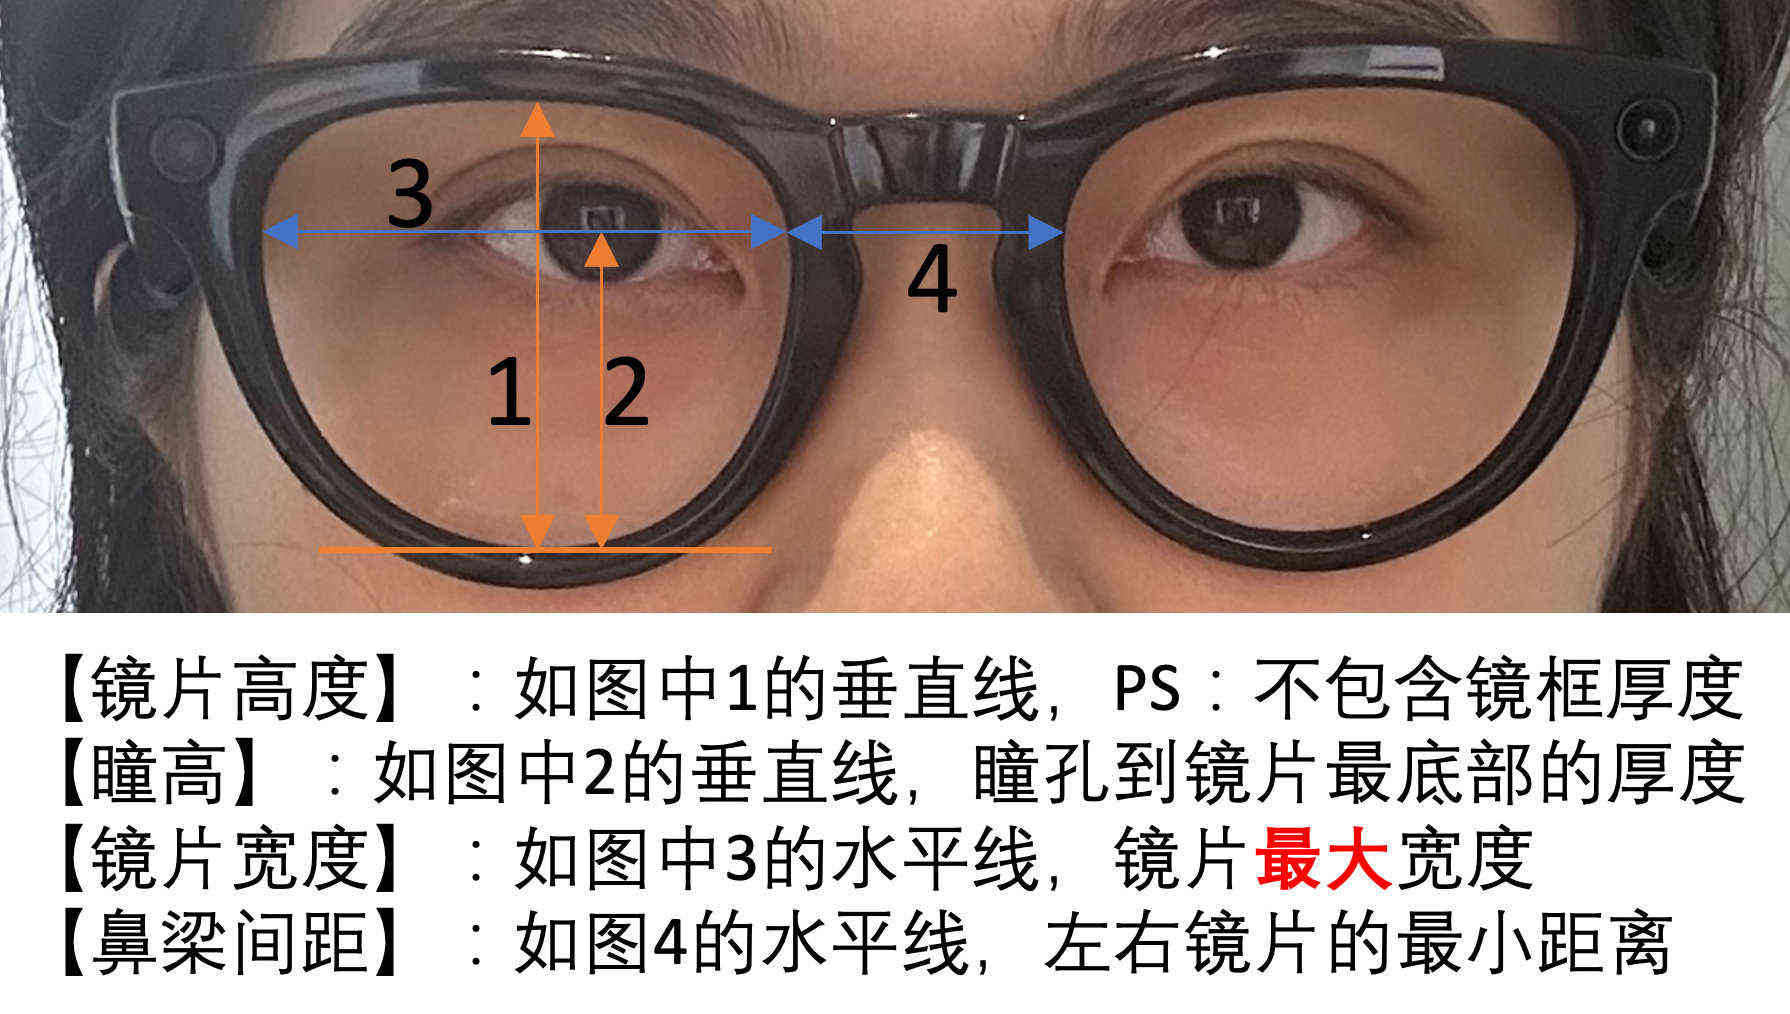 3
4
1
2
【镜片高度】：如图中1的垂直线，PS：不包含镜框厚度
【瞳高】：如图中2的垂直线，瞳孔到镜片最底部的厚度
【镜片宽度】：如图中3的水平线，镜片最大宽度
【鼻梁间距】：如图4的水平线，左右镜片的最小距离